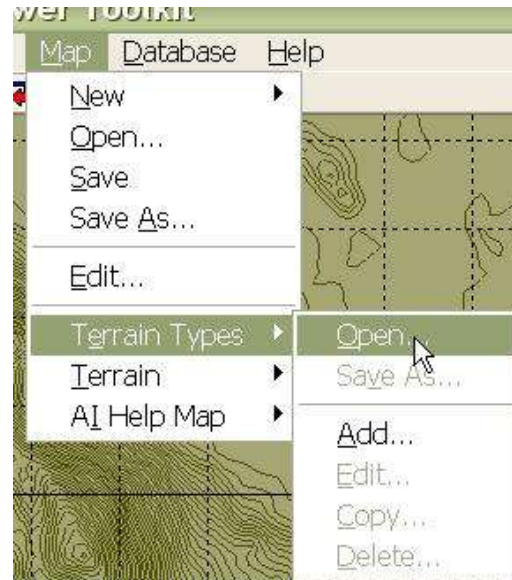 wer Toolkit
Map Database Help
New
Open...
Save
Save As...
Edit...
Terrain Types
Terrain
AI Help Map
Open...
Save As...
Add...
Edit...
Copy...
Delete...